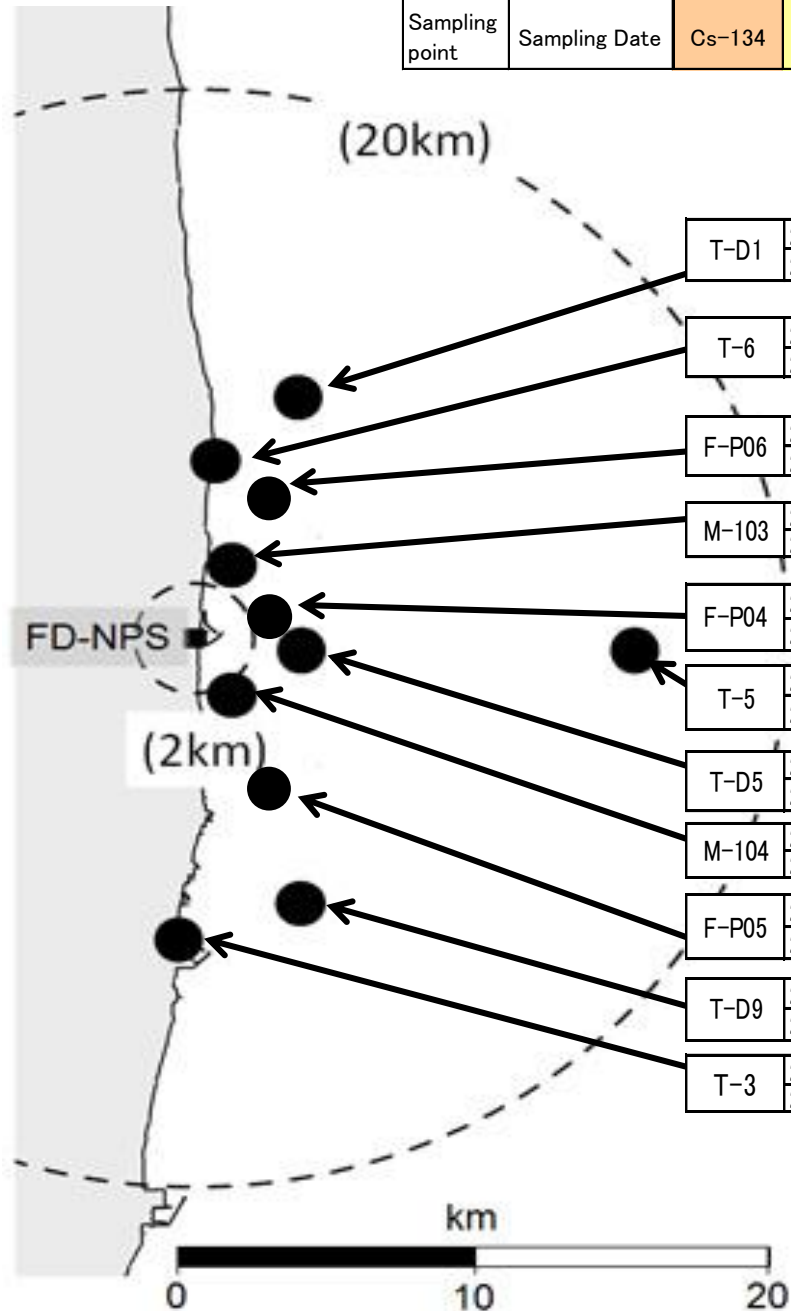 Sampling point
Sampling Date
Cs-134
(20km)
T-D1
T-6
F-P06
M-103
F-P04
FD-NPS
T-5
(2km)
T-D5
M-104
F-P05
T-D9
T-3
km
0
10
20